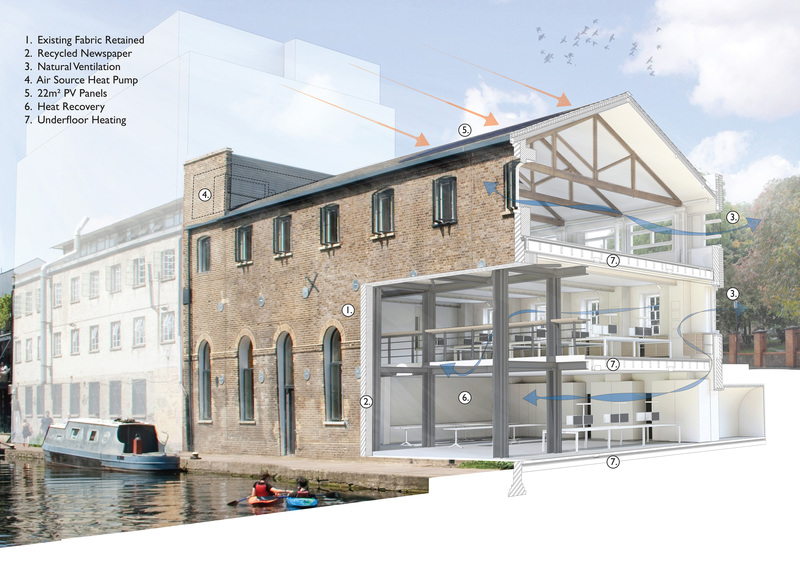 1. Existing Fabric Retained
2. Recycled Newspaper
3. Natural Ventilation
4. Air Source Heat Pump
5. 22m² PV Panels
6. Heat Recovery
7. Underfloor Heating
5.
4.
3.
7.
3.
1.
7.
2.
6.
7.